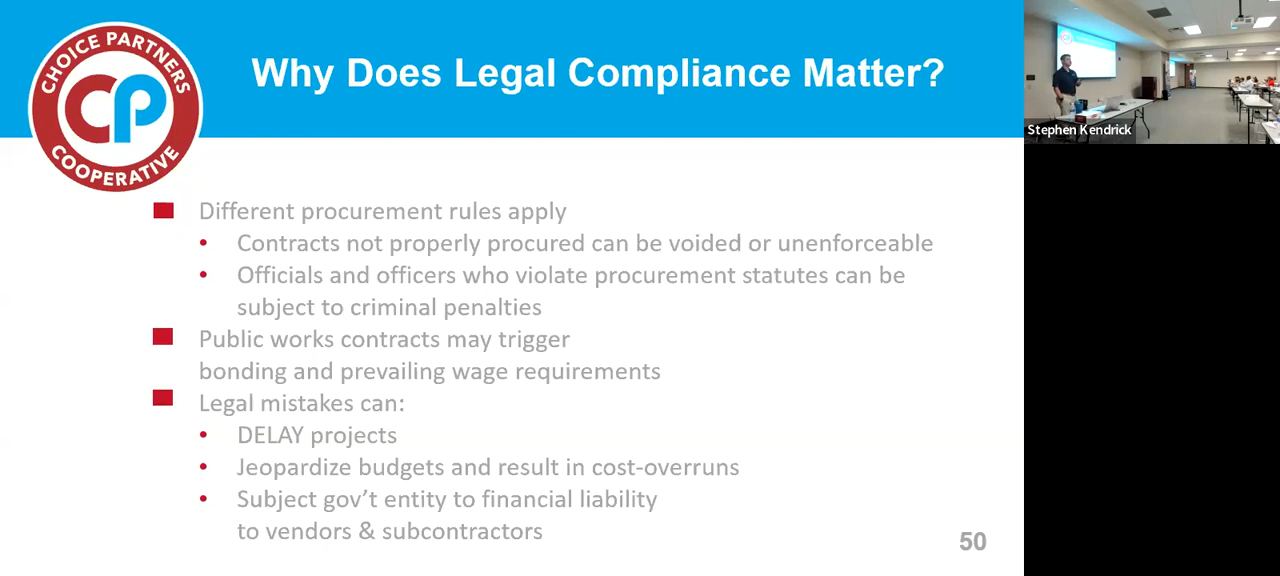 CHOICE PARTNERS
CP
COOPERATIVE
Why Does Legal Compliance Matter?
Stephen Kendrick
Different procurement rules apply
Contracts not properly procured can be voided or unenforceable
Officials and officers who violate procurement statutes can be
subject to criminal penalties
Public works contracts may trigger
bonding and prevailing wage requirements
Legal mistakes can:
DELAY projects
Jeopardize budgets and result in cost-overruns
Subject gov't entity to financial liability
to vendors & subcontractors
50